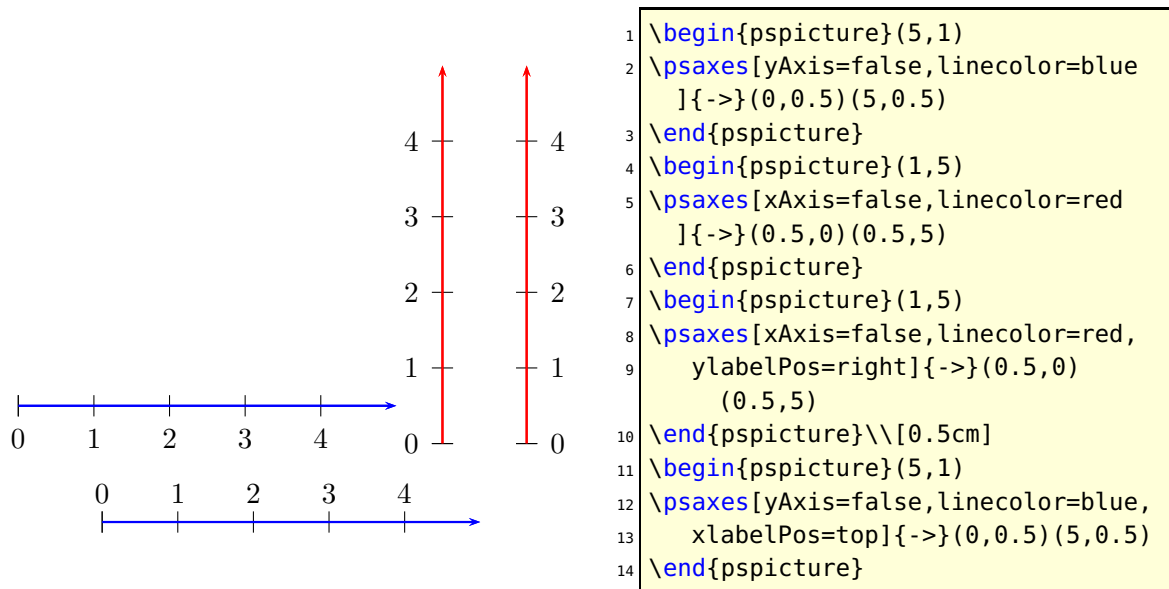 4 4
3 3
2 2
1 1
0 0
0 1 2 3 4
0 1 2 3 4
1 \begin{pspicture}(5,1)
2 \psaxes[yAxis=false,linecolor=blue
]{->}(0,0.5)(5,0.5)
3 \end{pspicture}
4 \begin{pspicture}(1,5)
5 \psaxes[xAxis=false,linecolor=red
]{->}(0.5,0)(0.5,5)
6 \end{pspicture}
7 \begin{pspicture}(1,5)
8 \psaxes[xAxis=false,linecolor=red,
9 ylabelPos=right]{->}(0.5,0)
(0.5,5)
10 \end{pspicture}\\[0.5cm]
11 \begin{pspicture}(5,1)
12 \psaxes[yAxis=false,linecolor=blue,
13 xlabelPos=top]{->}(0,0.5)(5,0.5)
14 \end{pspicture}